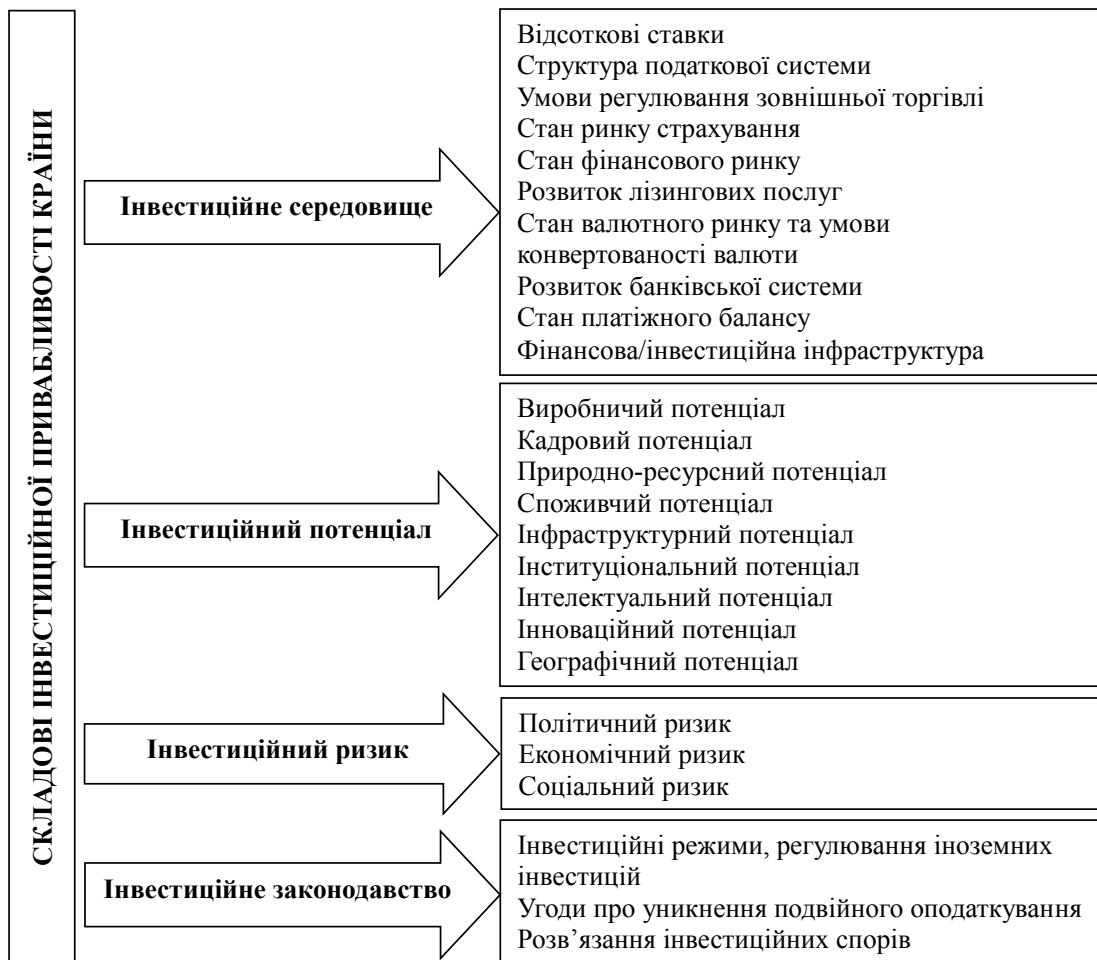 СКЛАДОВІ ІНВЕСТИЦІЙНОЇ ПРИВАБЛИВОСТІ КРАЇНИ
Інвестиційне середовище
Відсоткові ставки
Структура податкової системи
Умови регулювання зовнішньої торгівлі
Стан ринку страхування
Стан фінансового ринку
Розвиток лізингових послуг
Стан валютного ринку та умови
конвертованості валюти
Розвиток банківської системи
Стан платіжного балансу
Фінансова/інвестиційна інфраструктура
Інвестиційний потенціал
Виробничий потенціал
Кадровий потенціал
Природно-ресурсний потенціал
Споживчий потенціал
Інфраструктурний потенціал
Інституціональний потенціал
Інтелектуальний потенціал
Інноваційний потенціал
Географічний потенціал
Інвестиційний ризик
Політичний ризик
Економічний ризик
Соціальний ризик
Інвестиційне законодавство
Інвестиційні режими, регулювання іноземних
інвестицій
Угоди про уникнення подвійного оподаткування
Розв’язання інвестиційних спорів